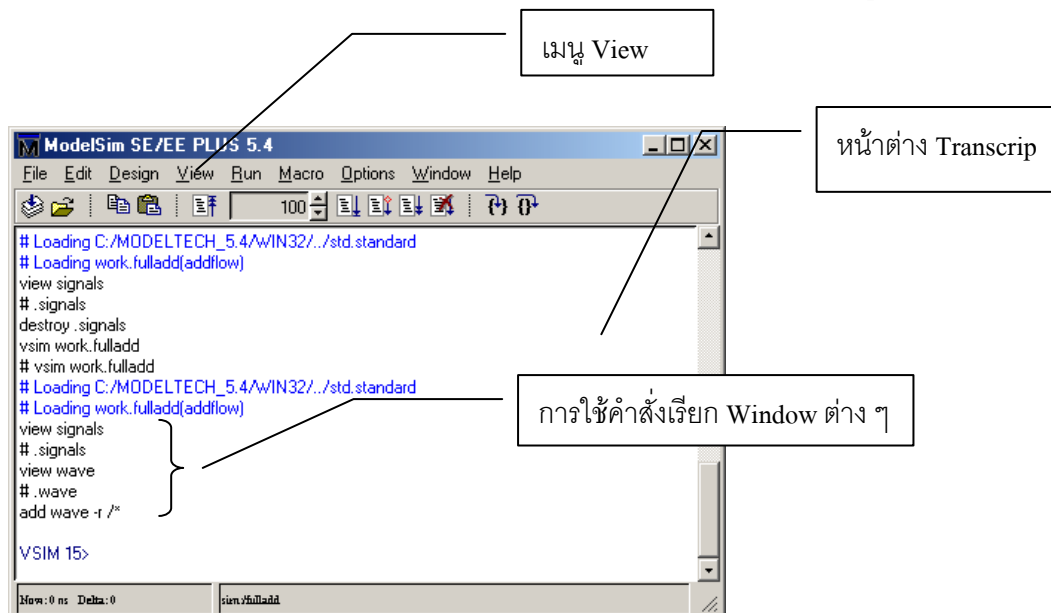 เมนู View
หน้าต่าง Transcrip
ModelSim SE/EE PLUS 5.4
File Edit Design View Run Macro Options Window Help
100
# Loading C:/MODELTECH_5.4/WIN32/../std.standard
# Loading work.fulladd(addflow)
view signals
# .signals
destroy .signals
vsim work.fulladd
# vsim work.fulladd
# Loading C:/MODELTECH_5.4/WIN32/../std.standard
# Loading work.fulladd(addflow)
view signals
# .signals
view wave
# .wave
add wave -r /*
การใช้คำสั่งเรียก Window ต่าง ๆ
VSIM 15>
Now: 0 ns Delta: 0
sim:/fulladd